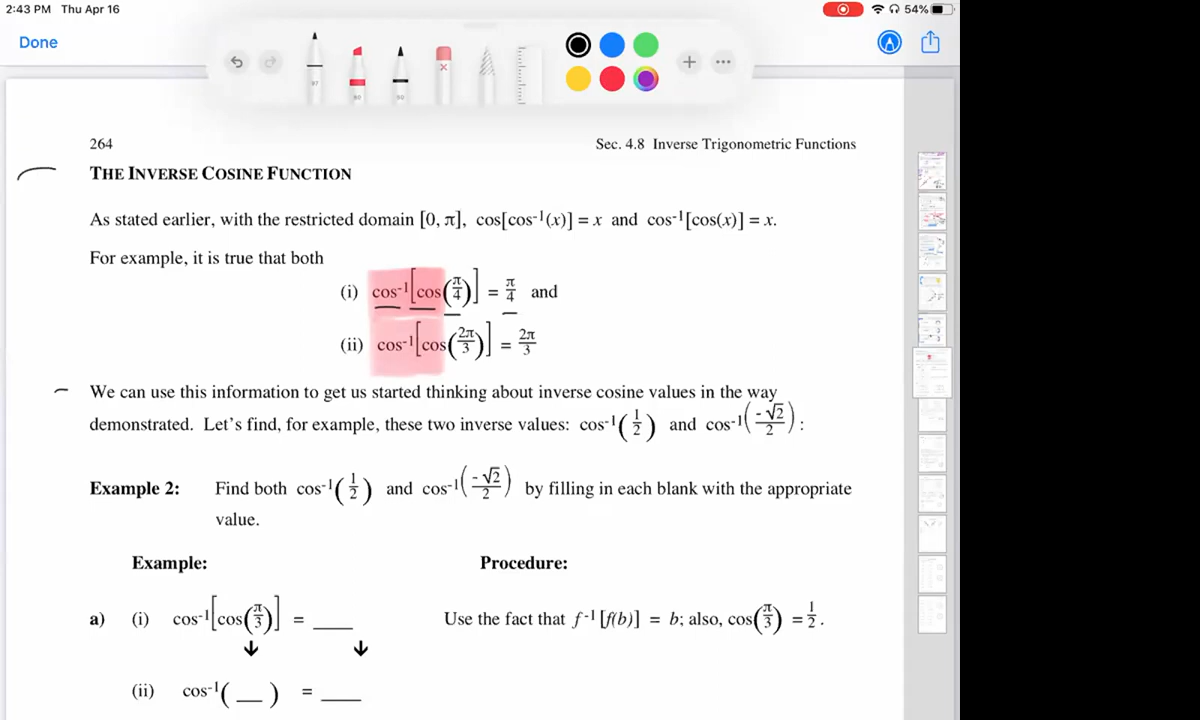 2:43 PM Thu Apr 16 54%
Done
97 80 50
264 Sec. 4.8 Inverse Trigonometric Functions
THE INVERSE COSINE FUNCTION
As stated earlier, with the restricted domain [0, π], cos[cos⁻¹(x)] = x and cos⁻¹[cos(x)] = x.
For example, it is true that both
(i) cos⁻¹[cos(π/4)] = π/4 and
(ii) cos⁻¹[cos(2π/3)] = 2π/3
We can use this information to get us started thinking about inverse cosine values in the way
demonstrated. Let's find, for example, these two inverse values: cos⁻¹(1/2) and cos⁻¹(-√2/2) :
Example 2: Find both cos⁻¹(1/2) and cos⁻¹(-√2/2) by filling in each blank with the appropriate
value.
Example: Procedure:
a) (i) cos⁻¹[cos(π/3)] = ____ Use the fact that f⁻¹[f(b)] = b; also, cos(π/3) = 1/2 .
↓ ↓
(ii) cos⁻¹( __ ) = ____